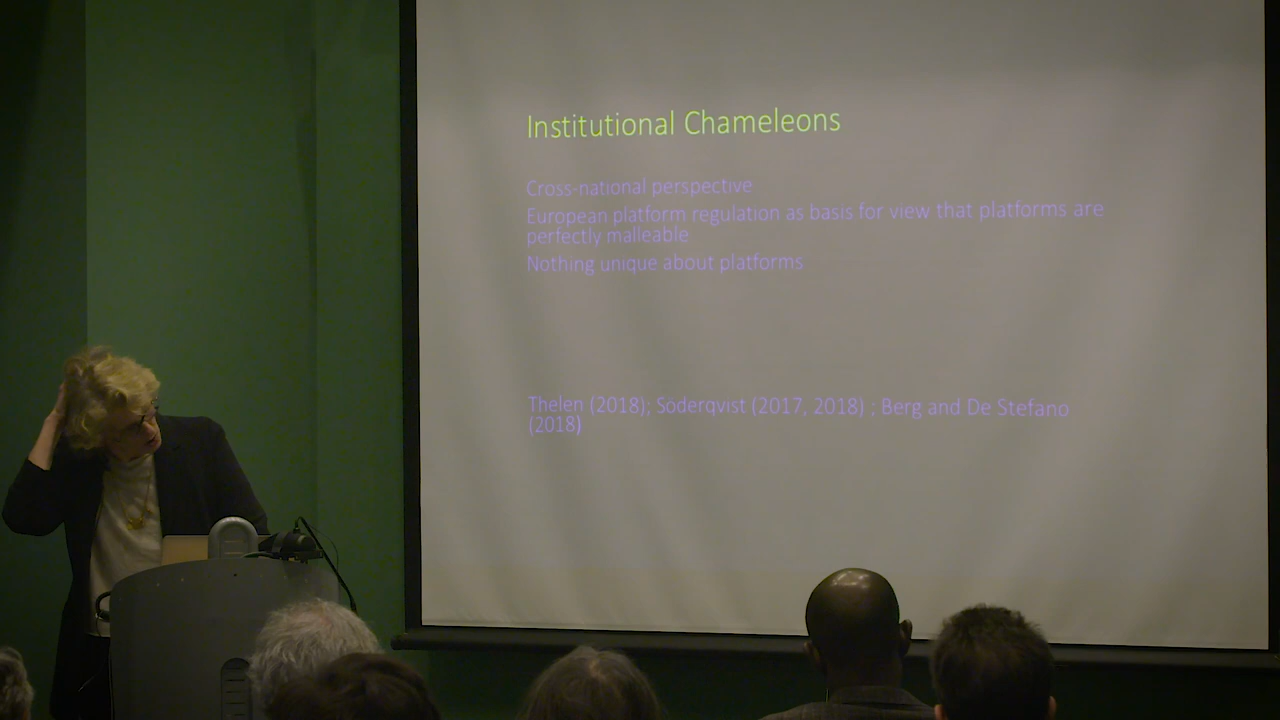 Institutional Chameleons
Cross-national perspective
European platform regulation as basis for view that platforms are
perfectly malleable
Nothing unique about platforms
Thelen (2018); Söderqvist (2017, 2018) ; Berg and De Stefano
(2018)